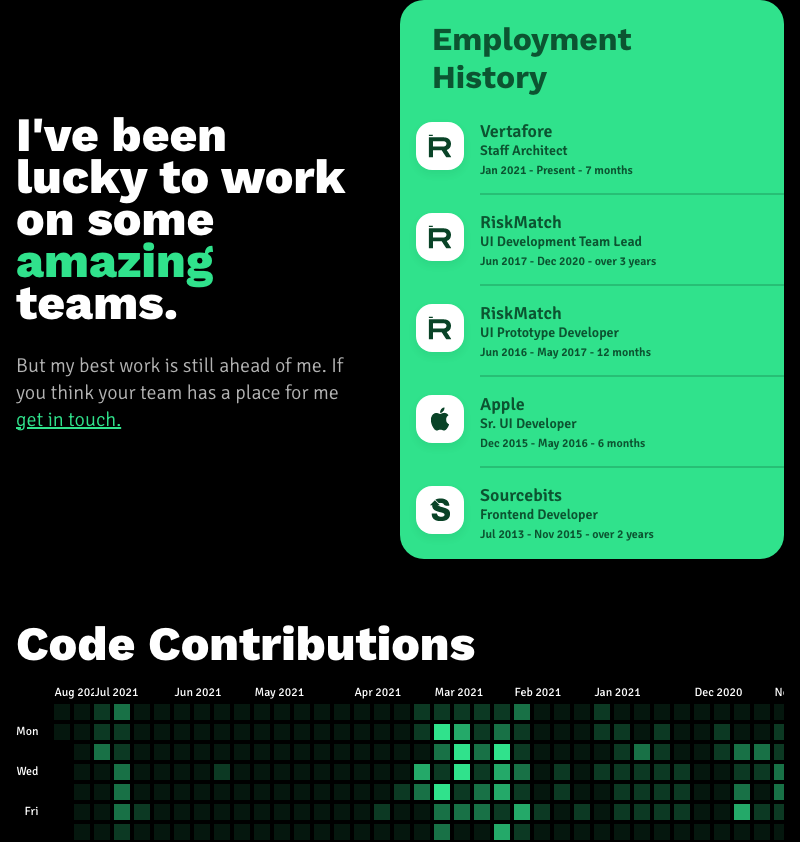 I've been
lucky to work
on some
amazing
teams.
But my best work is still ahead of me. If
you think your team has a place for me
get in touch.
Employment
History
Vertafore
Staff Architect
Jan 2021 - Present - 7 months
RiskMatch
UI Development Team Lead
Jun 2017 - Dec 2020 - over 3 years
RiskMatch
UI Prototype Developer
Jun 2016 - May 2017 - 12 months
Apple
Sr. UI Developer
Dec 2015 - May 2016 - 6 months
Sourcebits
Frontend Developer
Jul 2013 - Nov 2015 - over 2 years
Code Contributions
Aug 202 Jul 2021 Jun 2021 May 2021 Apr 2021 Mar 2021 Feb 2021 Jan 2021 Dec 2020
Mon
Wed
Fri